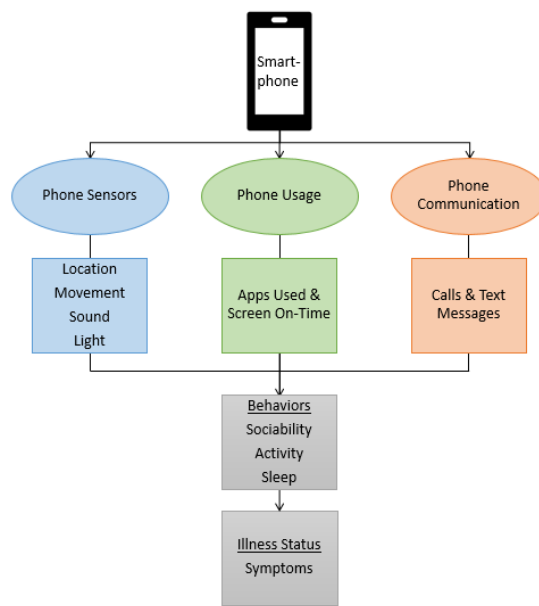 Smart-
phone
Phone Sensors
Phone Usage
Phone
Communication
Location
Movement
Sound
Light
Apps Used &
Screen On-Time
Calls & Text
Messages
Behaviors
Sociability
Activity
Sleep
Illness Status
Symptoms